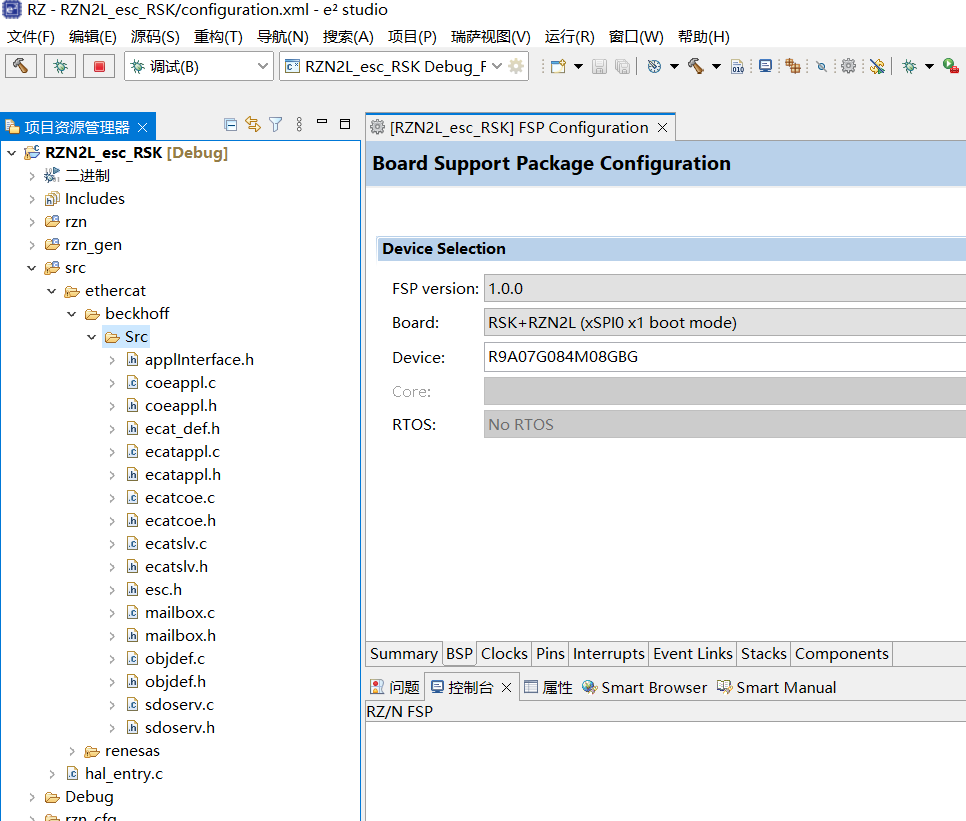 RZ - RZN2L_esc_RSK/configuration.xml - e² studio
文件(F) 编辑(E) 源码(S) 重构(T) 导航(N) 搜索(A) 项目(P) 瑞萨视图(V) 运行(R) 窗口(W) 帮助(H)
调试(B) RZN2L_esc_RSK Debug_F
项目资源管理器
RZN2L_esc_RSK [Debug]
二进制
Includes
rzn
rzn_gen
src
ethercat
beckhoff
Src
applInterface.h
coeappl.c
coeappl.h
ecat_def.h
ecatappl.c
ecatappl.h
ecatcoe.c
ecatcoe.h
ecatslv.c
ecatslv.h
esc.h
mailbox.c
mailbox.h
objdef.c
objdef.h
sdoserv.c
sdoserv.h
renesas
hal_entry.c
Debug
rzn_cfg
[RZN2L_esc_RSK] FSP Configuration
Board Support Package Configuration
Device Selection
FSP version: 1.0.0
Board: RSK+RZN2L (xSPI0 x1 boot mode)
Device: R9A07G084M08GBG
Core:
RTOS: No RTOS
Summary BSP Clocks Pins Interrupts Event Links Stacks Components
问题 控制台 属性 Smart Browser Smart Manual
RZ/N FSP